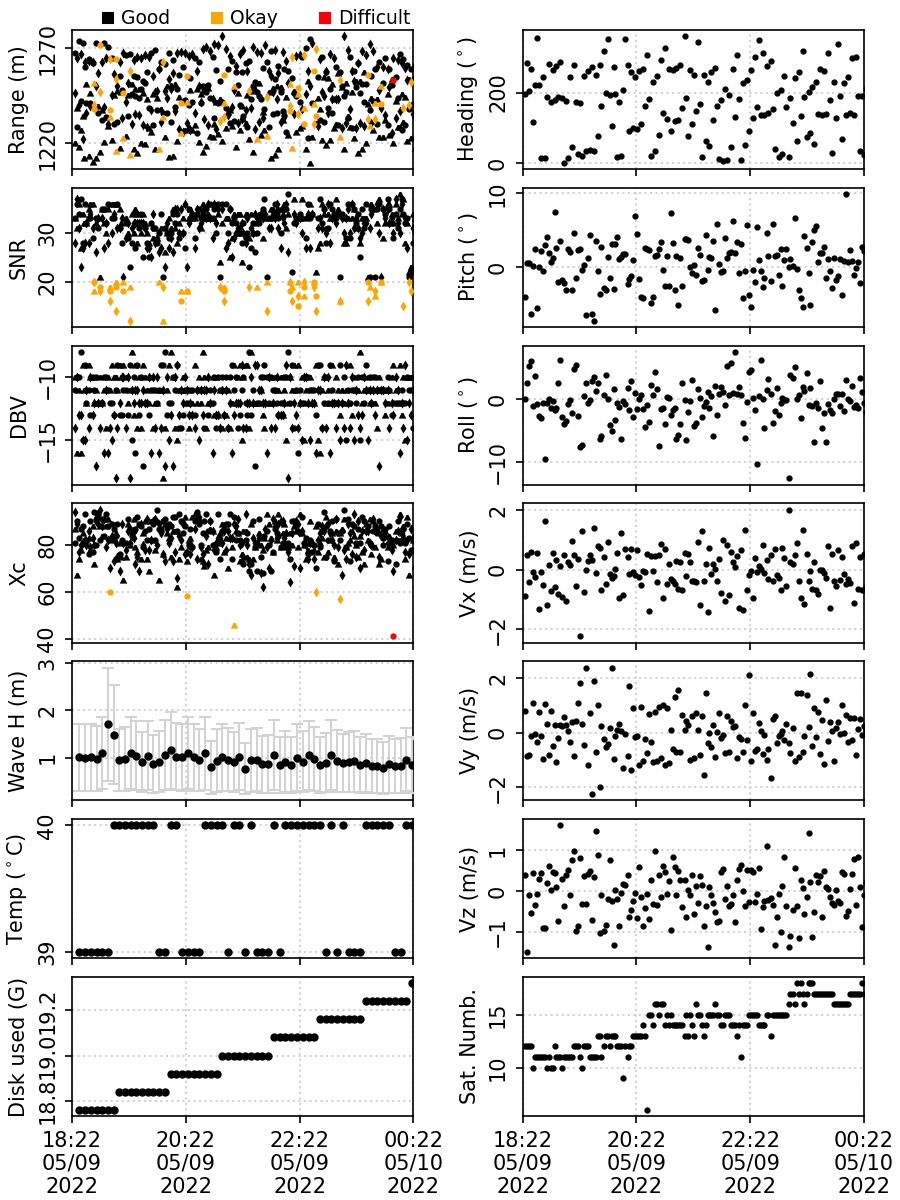 Good Okay Difficult
Range (m)
1270
1220
Heading (°)
200
0
SNR
30
20
Pitch (°)
10
0
DBV
−10
−15
Roll (°)
0
−10
Xc
80
60
40
Vx (m/s)
2
0
−2
Wave H (m)
3
2
1
Vy (m/s)
2
0
−2
Temp (°C)
40
39
Vz (m/s)
1
0
−1
Disk used (G)
19.2
19.0
18.8
Sat. Numb.
15
10
18:22 20:22 22:22 00:22 18:22 20:22 22:22 00:22
05/09 05/09 05/09 05/10 05/09 05/09 05/09 05/10
2022 2022 2022 2022 2022 2022 2022 2022